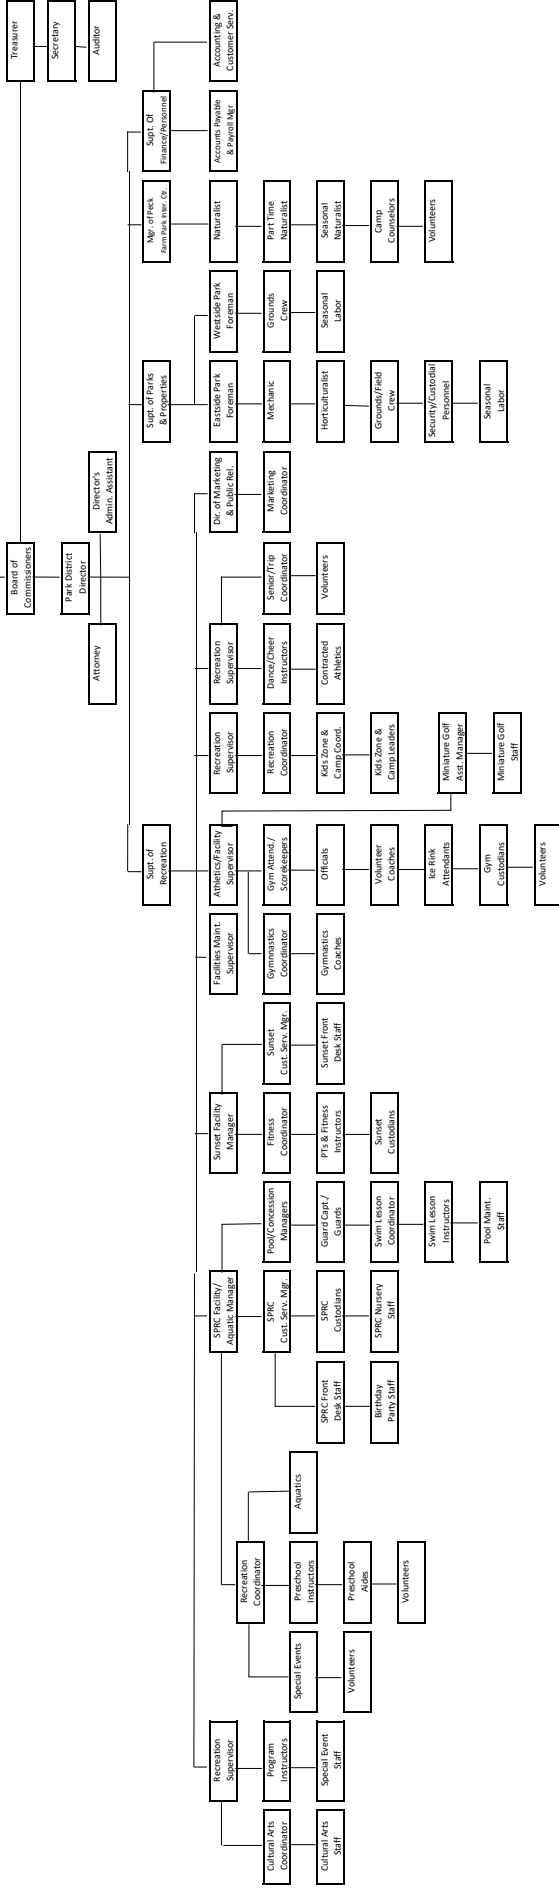 Board of
Commissioners
Treasurer
Secretary
Auditor
Park District
Director
Attorney
Director's
Admin. Assistant
Supt. of
Recreation
Supt. of Parks
& Properties
Mgr. of Peck
Farm Park Inter. Ctr.
Supt. Of
Finance/Personnel
Recreation
Supervisor
Cultural Arts
Coordinator
Cultural Arts
Staff
Program
Instructors
Special Event
Staff
SPRC Facility/
Aquatic Manager
Recreation
Coordinator
Special Events
Volunteers
Preschool
Instructors
Preschool
Aides
Volunteers
Aquatics
SPRC
Cust. Serv. Mgr.
SPRC Front
Desk Staff
Birthday
Party Staff
SPRC
Custodians
SPRC Nursery
Staff
Pool/Concession
Managers
Guard Capt./
Guards
Swim Lesson
Coordinator
Swim Lesson
Instructors
Pool Maint.
Staff
Sunset Facility
Manager
Fitness
Coordinator
PTs & Fitness
Instructors
Sunset
Custodians
Sunset
Cust. Serv. Mgr.
Sunset Front
Desk Staff
Facilities Maint.
Supervisor
Athletics/Facility
Supervisor
Gymnnastics
Coordinator
Gymnastics
Coaches
Gym Attend./
Scorekeepers
Officials
Volunteer
Coaches
Ice Rink
Attendants
Gym
Custodians
Volunteers
Miniature Golf
Asst. Manager
Miniature Golf
Staff
Recreation
Supervisor
Recreation
Coordinator
Kids Zone &
Camp Coord.
Kids Zone &
Camp Leaders
Recreation
Supervisor
Dance/Cheer
Instructors
Contracted
Athletics
Senior/Trip
Coordinator
Volunteers
Dir. of Marketing
& Public Rel.
Marketing
Coordinator
Eastside Park
Foreman
Mechanic
Horticulturalist
Grounds/Field
Crew
Security/Custodial
Personnel
Seasonal
Labor
Westside Park
Foreman
Grounds
Crew
Seasonal
Labor
Naturalist
Part Time
Naturalist
Seasonal
Naturalist
Camp
Counselors
Volunteers
Accounts Payable
& Payroll Mgr
Accounting &
Customer Serv.